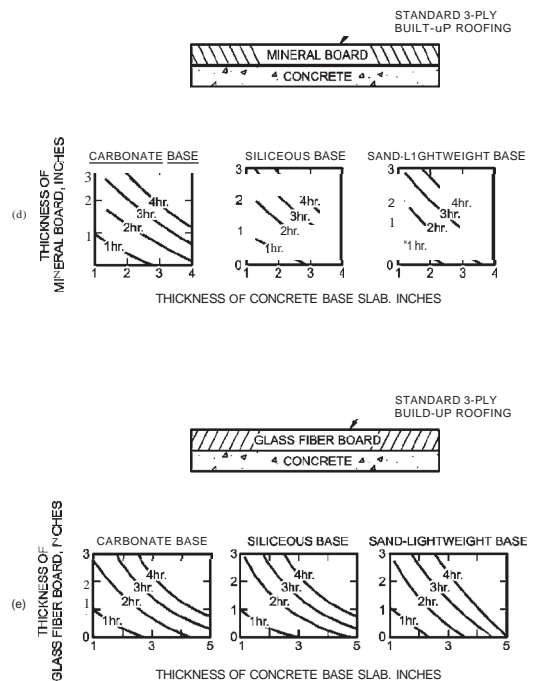 STANDARD 3-PLY
BUILT-uP ROOFING
MINERAL BOARD
CONCRETE
(d)
THICKNESS OF
MINERAL BOARD, INCHES
CARBONATE BASE
3
2
1
4hr.
3hr.
2hr.
1hr.
1 2 3 4
SILICEOUS BASE
3
2
1
0
4hr.
3hr.
2hr.
1hr.
1 2 3 4
SAND-L1GHTWEIGHT BASE
3
2
1
0
4hr.
3hr.
2hr.
1hr.
1 2 3 4
THICKNESS OF CONCRETE BASE SLAB. INCHES
STANDARD 3-PLY
BUILD-UP ROOFING
GLASS FIBER BOARD
CONCRETE
(e)
THICKNESS OF
GLASS FIBER BOARD, INCHES
CARBONATE BASE
3
2
1
0
4hr.
3hr.
2hr.
1hr.
1 3 5
SILICEOUS BASE
3
2
1
0
4hr.
3hr.
2hr.
1hr.
1 3 5
SAND-LIGHTWEIGHT BASE
3
2
1
0
4hr.
3hr.
2hr.
1hr.
1 3 5
THICKNESS OF CONCRETE BASE SLAB. INCHES